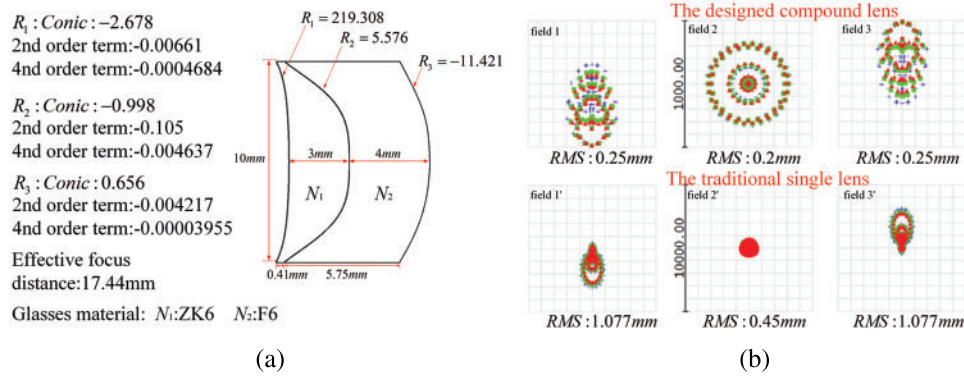 R₁ : Conic : −2.678
2nd order term:-0.00661
4nd order term:-0.0004684
R₂ : Conic : −0.998
2nd order term:-0.105
4nd order term:-0.004637
R₃ : Conic : 0.656
2nd order term:-0.004217
4nd order term:-0.00003955
Effective focus
distance:17.44mm
Glasses material: N₁:ZK6 N₂:F6
R₁ = 219.308
R₂ = 5.576
R₃ = −11.421
10mm
3mm
4mm
N₁
N₂
0.41mm
5.75mm
(a)
The designed compound lens
field 1
field 2
field 3
1000.00
RMS : 0.25mm
RMS : 0.2mm
RMS : 0.25mm
The traditional single lens
field 1'
field 2'
field 3'
10000.00
RMS : 1.077mm
RMS : 0.45mm
RMS : 1.077mm
(b)